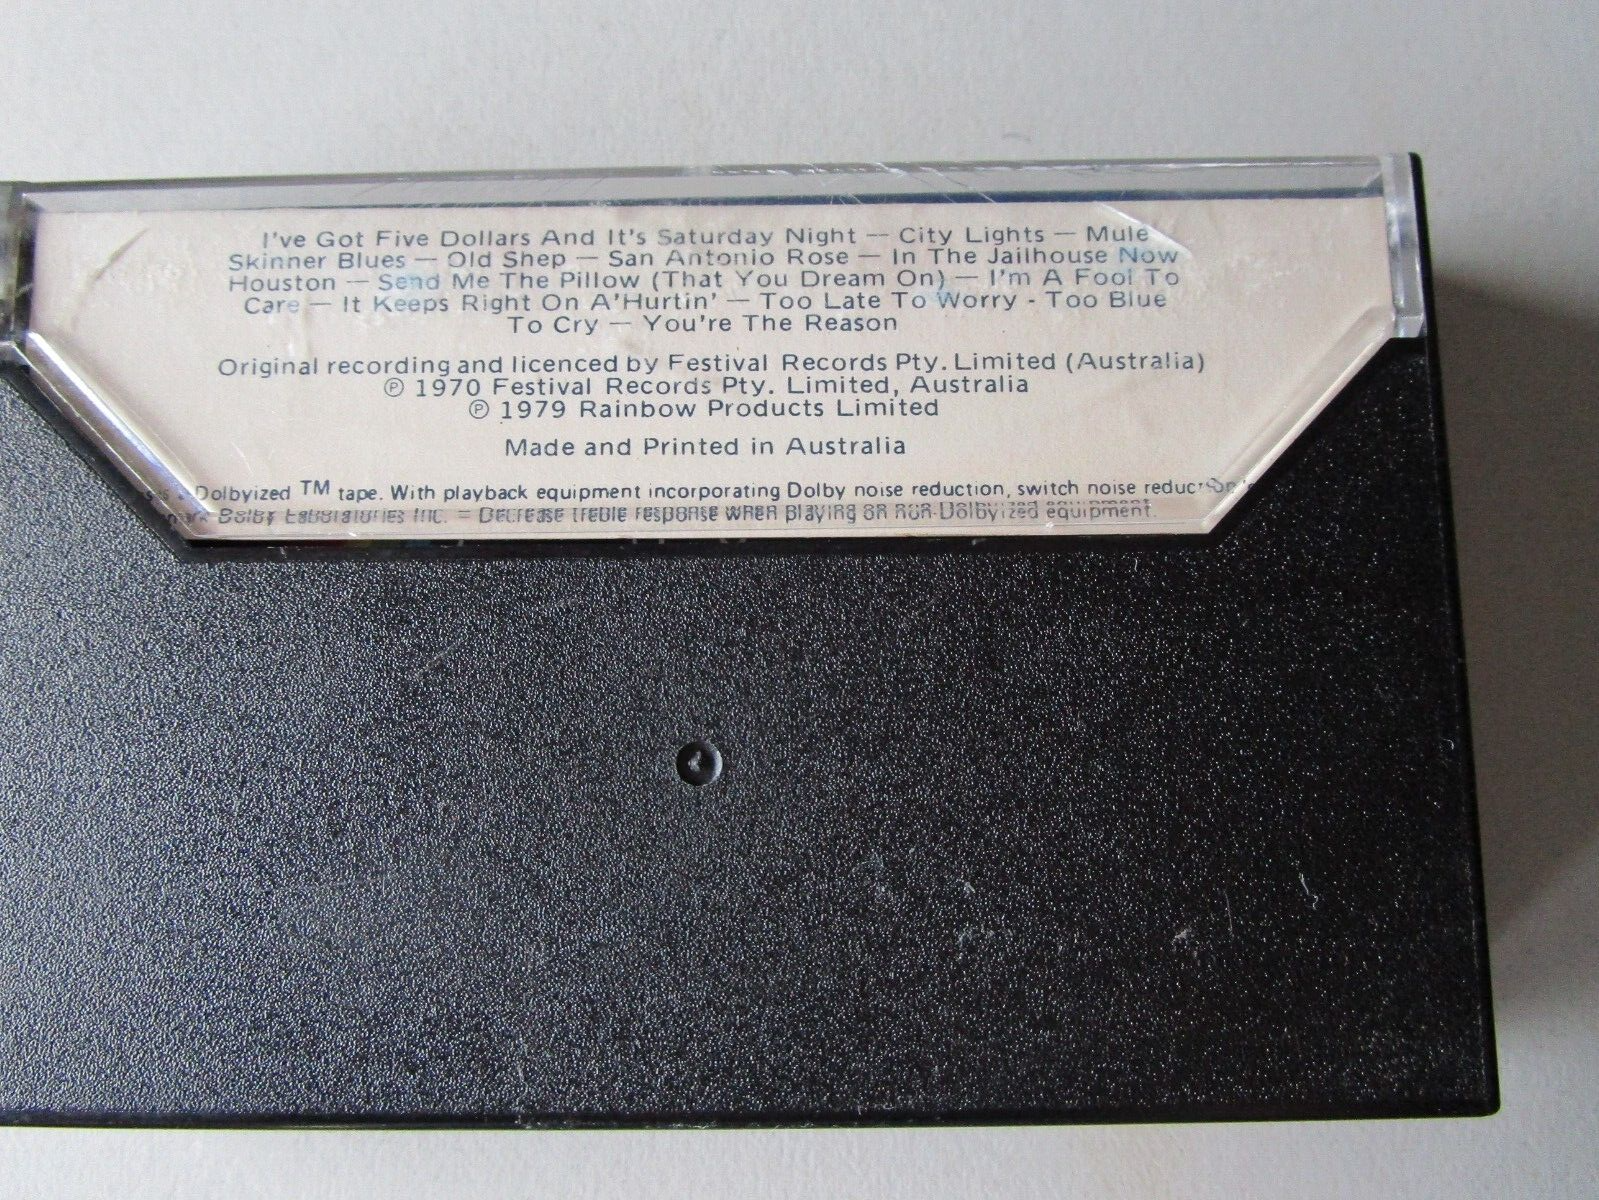 I've Got Five Dollars And It's Saturday Night — City Lights — Mule
Skinner Blues — Old Shep — San Antonio Rose — In The Jailhouse Now
Houston — Send Me The Pillow (That You Dream On) — I'm A Fool To
Care — It Keeps Right On A'Hurtin' — Too Late To Worry - Too Blue
To Cry — You're The Reason
Original recording and licenced by Festival Records Pty. Limited (Australia)
℗ 1970 Festival Records Pty. Limited, Australia
℗ 1979 Rainbow Products Limited
Made and Printed in Australia
Dolbyized TM tape. With playback equipment incorporating Dolby noise reduction, switch noise
Dolby Laboratories Inc. = Decrease treble response when playing on non-Dolbyized equipment.